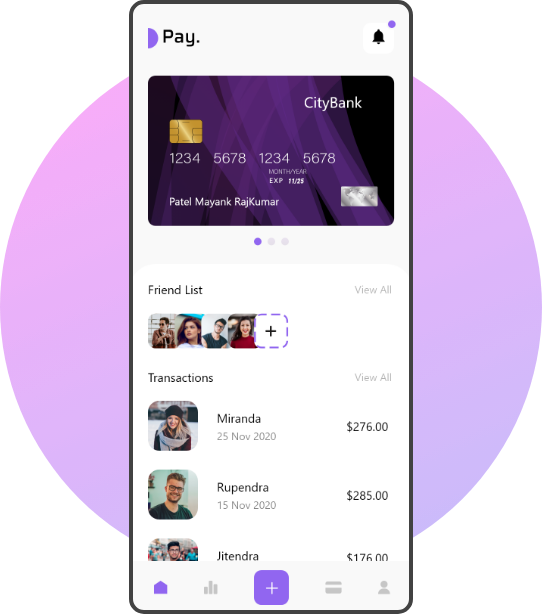 Pay.
CityBank
1234 5678 1234 5678
MONTH/YEAR
EXP 11/25
Patel Mayank RajKumar
Friend List View All
Transactions View All
Miranda
25 Nov 2020
$276.00
Rupendra
15 Nov 2020
$285.00
Jitendra
$176.00